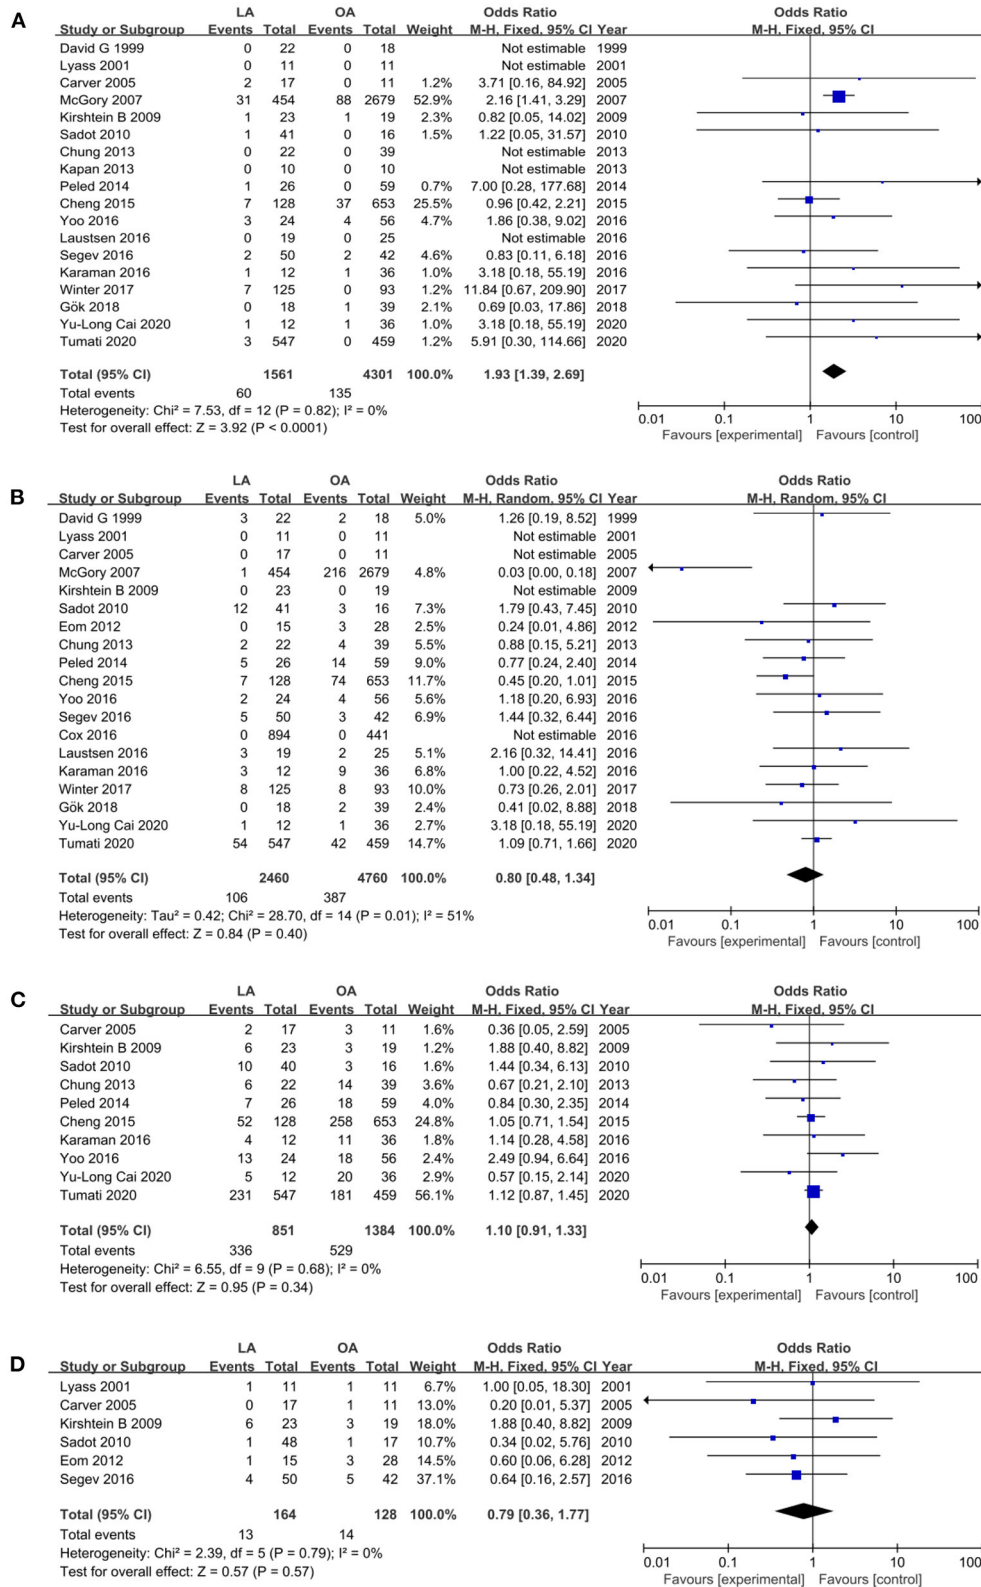 A
LA OA Odds Ratio Odds Ratio
Study or Subgroup Events Total Events Total Weight M-H, Fixed, 95% CI Year M-H, Fixed, 95% CI
David G 1999 0 22 0 18 Not estimable 1999
Lyass 2001 0 11 0 11 Not estimable 2001
Carver 2005 2 17 0 11 1.2% 3.71 [0.16, 84.92] 2005
McGory 2007 31 454 88 2679 52.9% 2.16 [1.41, 3.29] 2007
Kirshtein B 2009 1 23 1 19 2.4% 0.82 [0.05, 14.02] 2009
Sadot 2010 1 41 0 16 1.5% 1.22 [0.05, 31.57] 2010
Chung 2013 0 22 0 39 Not estimable 2013
Kapan 2013 0 10 0 10 Not estimable 2013
Peled 2014 1 26 0 59 0.7% 7.00 [0.28, 177.68] 2014
Cheng 2015 7 128 37 653 25.5% 0.96 [0.42, 2.21] 2015
Yoo 2016 3 24 4 56 4.7% 1.86 [0.38, 9.02] 2016
Laustsen 2016 0 19 0 25 Not estimable 2016
Segev 2016 2 50 2 42 4.6% 0.83 [0.11, 6.18] 2016
Karaman 2016 1 12 1 36 1.0% 3.18 [0.18, 55.19] 2016
Winter 2017 7 125 0 93 1.2% 11.84 [0.67, 209.90] 2017
Gök 2018 0 18 1 39 2.1% 0.69 [0.03, 17.86] 2018
Yu-Long Cai 2020 1 12 1 36 1.0% 3.18 [0.18, 55.19] 2020
Tumati 2020 3 547 0 459 1.2% 5.91 [0.30, 114.66] 2020
Total (95% CI) 1561 4301 100.0% 1.93 [1.39, 2.69]
Total events 60 135
Heterogeneity: Chi² = 7.53, df = 12 (P = 0.82); I² = 0%
Test for overall effect: Z = 3.92 (P < 0.0001)
0.01 0.1 1 10 100
Favours [experimental] Favours [control]
B
LA OA Odds Ratio Odds Ratio
Study or Subgroup Events Total Events Total Weight M-H, Random, 95% CI Year M-H, Random, 95% CI
David G 1999 3 22 2 18 5.0% 1.26 [0.19, 8.52] 1999
Lyass 2001 0 11 0 11 Not estimable 2001
Carver 2005 0 17 0 11 Not estimable 2005
McGory 2007 1 454 216 2679 4.8% 0.03 [0.00, 0.18] 2007
Kirshtein B 2009 0 23 0 19 Not estimable 2009
Sadot 2010 12 41 3 16 7.3% 1.79 [0.43, 7.45] 2010
Eom 2012 0 15 3 28 2.5% 0.24 [0.01, 4.86] 2012
Chung 2013 2 22 4 39 5.5% 0.88 [0.15, 5.21] 2013
Peled 2014 5 26 14 59 9.0% 0.77 [0.24, 2.40] 2014
Cheng 2015 7 128 74 653 11.7% 0.45 [0.20, 1.01] 2015
Yoo 2016 2 24 4 56 5.6% 1.18 [0.20, 6.93] 2016
Segev 2016 5 50 3 42 6.9% 1.44 [0.32, 6.44] 2016
Cox 2016 0 894 0 441 Not estimable 2016
Laustsen 2016 3 19 2 25 5.1% 2.16 [0.32, 14.41] 2016
Karaman 2016 3 12 9 36 6.8% 1.00 [0.22, 4.52] 2016
Winter 2017 8 125 8 93 10.0% 0.73 [0.26, 2.01] 2017
Gök 2018 0 18 2 39 2.4% 0.41 [0.02, 8.88] 2018
Yu-Long Cai 2020 1 12 1 36 2.7% 3.18 [0.18, 55.19] 2020
Tumati 2020 54 547 42 459 14.7% 1.09 [0.71, 1.66] 2020
Total (95% CI) 2460 4760 100.0% 0.80 [0.48, 1.34]
Total events 106 387
Heterogeneity: Tau² = 0.42; Chi² = 28.70, df = 14 (P = 0.01); I² = 51%
Test for overall effect: Z = 0.84 (P = 0.40)
0.01 0.1 1 10 100
Favours [experimental] Favours [control]
C
LA OA Odds Ratio Odds Ratio
Study or Subgroup Events Total Events Total Weight M-H, Fixed, 95% CI Year M-H, Fixed, 95% CI
Carver 2005 2 17 3 11 1.6% 0.36 [0.05, 2.59] 2005
Kirshtein B 2009 6 23 3 19 1.2% 1.88 [0.40, 8.82] 2009
Sadot 2010 10 40 3 16 1.6% 1.44 [0.34, 6.13] 2010
Chung 2013 6 22 14 39 3.6% 0.67 [0.21, 2.10] 2013
Peled 2014 7 26 18 59 4.0% 0.84 [0.30, 2.35] 2014
Cheng 2015 52 128 258 653 24.8% 1.05 [0.71, 1.54] 2015
Karaman 2016 4 12 11 36 1.8% 1.14 [0.28, 4.58] 2016
Yoo 2016 13 24 18 56 2.4% 2.49 [0.94, 6.64] 2016
Yu-Long Cai 2020 5 12 20 36 2.9% 0.57 [0.15, 2.14] 2020
Tumati 2020 231 547 181 459 56.1% 1.12 [0.87, 1.45] 2020
Total (95% CI) 851 1384 100.0% 1.10 [0.91, 1.33]
Total events 336 529
Heterogeneity: Chi² = 6.55, df = 9 (P = 0.68); I² = 0%
Test for overall effect: Z = 0.95 (P = 0.34)
0.01 0.1 1 10 100
Favours [experimental] Favours [control]
D
LA OA Odds Ratio Odds Ratio
Study or Subgroup Events Total Events Total Weight M-H, Fixed, 95% CI Year M-H, Fixed, 95% CI
Lyass 2001 1 11 1 11 6.7% 1.00 [0.05, 18.30] 2001
Carver 2005 0 17 1 11 13.0% 0.20 [0.01, 5.37] 2005
Kirshtein B 2009 6 23 3 19 18.0% 1.88 [0.40, 8.82] 2009
Sadot 2010 1 48 1 17 10.7% 0.34 [0.02, 5.76] 2010
Eom 2012 1 15 3 28 14.5% 0.60 [0.06, 6.28] 2012
Segev 2016 4 50 5 42 37.1% 0.64 [0.16, 2.57] 2016
Total (95% CI) 164 128 100.0% 0.79 [0.36, 1.77]
Total events 13 14
Heterogeneity: Chi² = 2.39, df = 5 (P = 0.79); I² = 0%
Test for overall effect: Z = 0.57 (P = 0.57)
0.01 0.1 1 10 100
Favours [experimental] Favours [control]